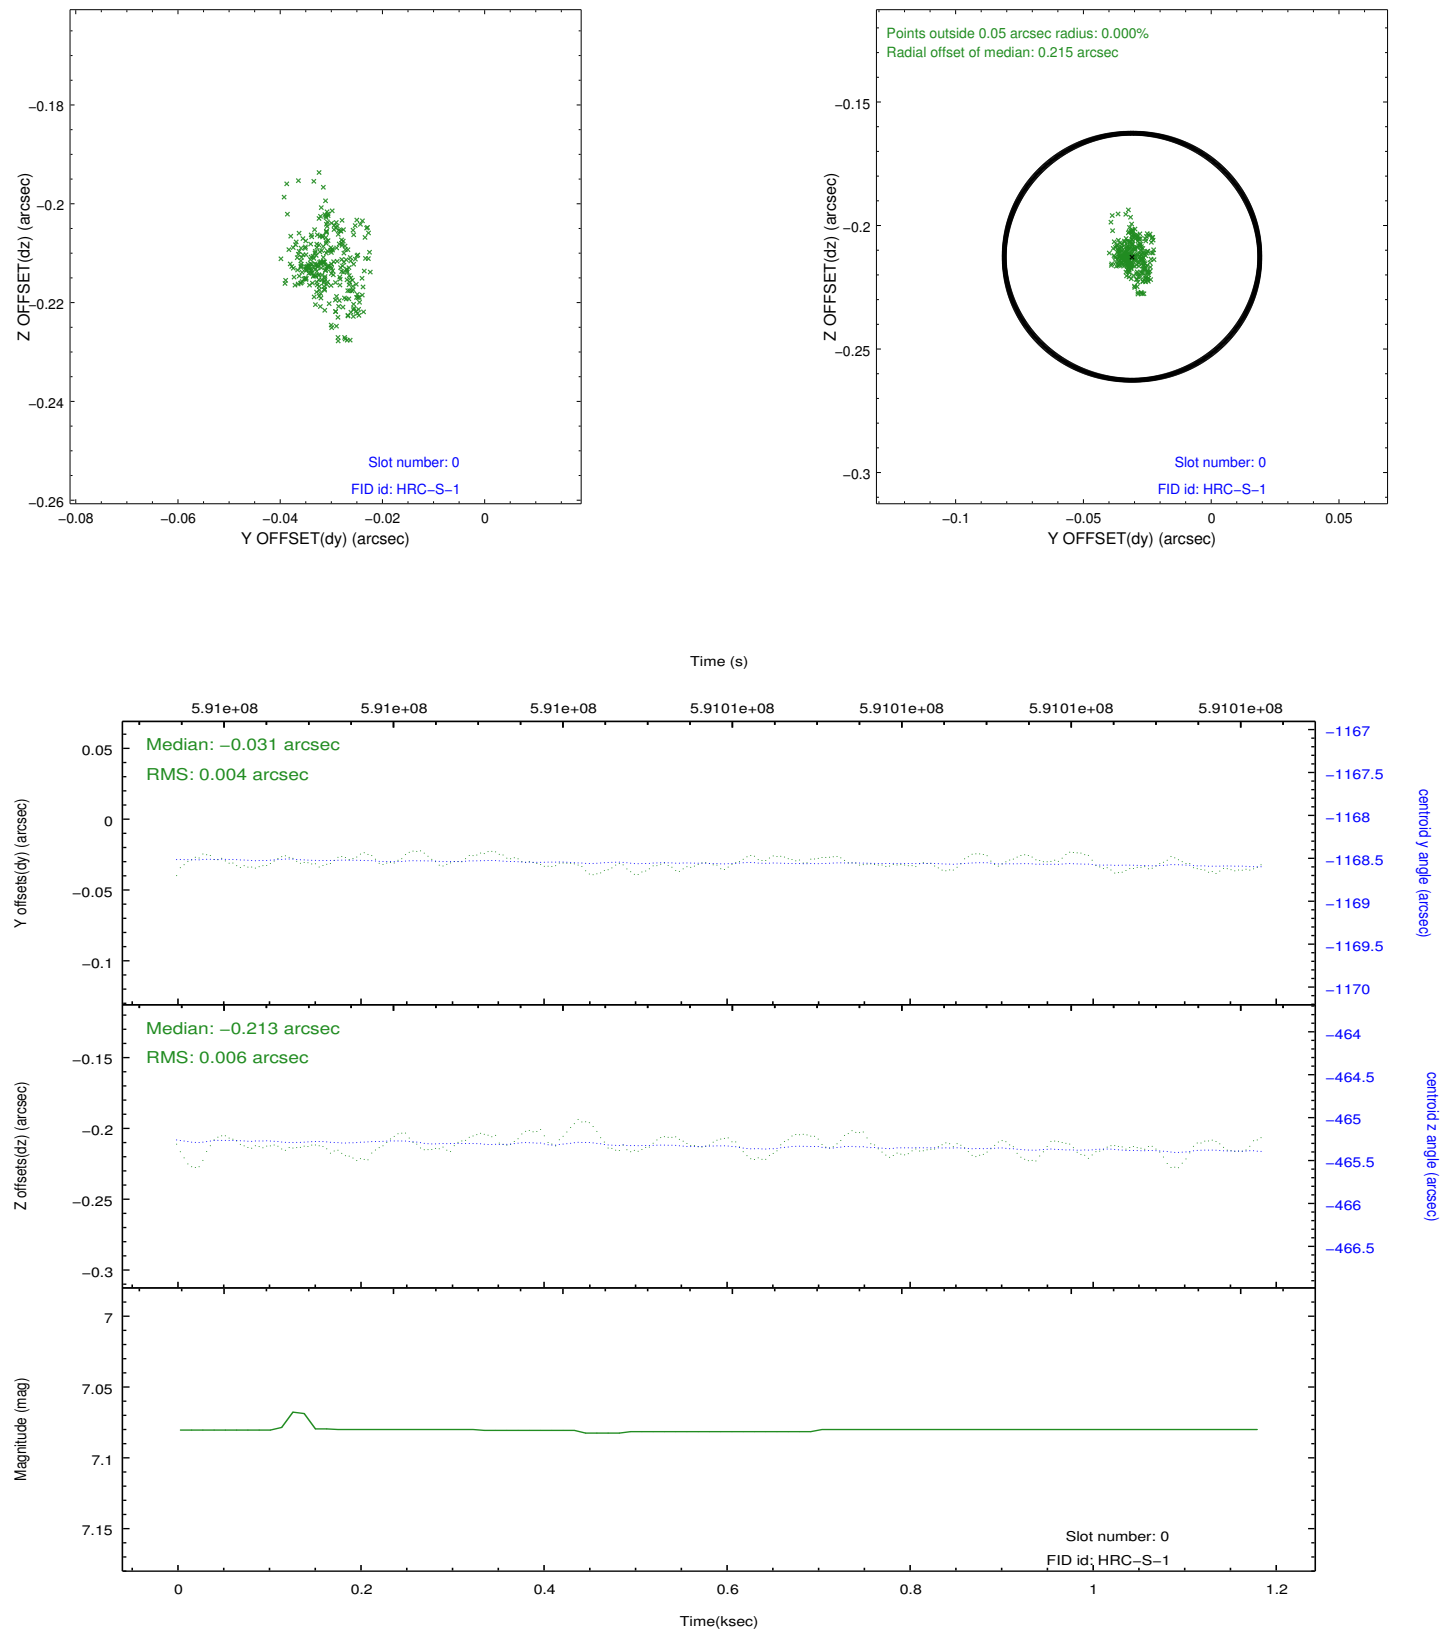 −0.18
−0.2
−0.22
−0.24
−0.26
Z OFFSET(dz) (arcsec)
Slot number: 0
FID id: HRC−S−1
−0.08
−0.06
−0.04
−0.02
0
Y OFFSET(dy) (arcsec)
Points outside 0.05 arcsec radius: 0.000%
Radial offset of median: 0.215 arcsec
−0.15
−0.2
−0.25
−0.3
Z OFFSET(dz) (arcsec)
Slot number: 0
FID id: HRC−S−1
−0.1
−0.05
0
0.05
Y OFFSET(dy) (arcsec)
Time (s)
5.91e+08
5.91e+08
5.91e+08
5.9101e+08
5.9101e+08
5.9101e+08
5.9101e+08
Median: −0.031 arcsec
RMS: 0.004 arcsec
0.05
0
−0.05
−0.1
Y offsets(dy) (arcsec)
−1167
−1167.5
−1168
−1168.5
−1169
−1169.5
−1170
centroid y angle (arcsec)
Median: −0.213 arcsec
RMS: 0.006 arcsec
−0.15
−0.2
−0.25
−0.3
Z offsets(dz) (arcsec)
−464
−464.5
−465
−465.5
−466
−466.5
centroid z angle (arcsec)
7
7.05
7.1
7.15
Magnitude (mag)
Slot number: 0
FID id: HRC−S−1
0
0.2
0.4
0.6
0.8
1
1.2
Time(ksec)